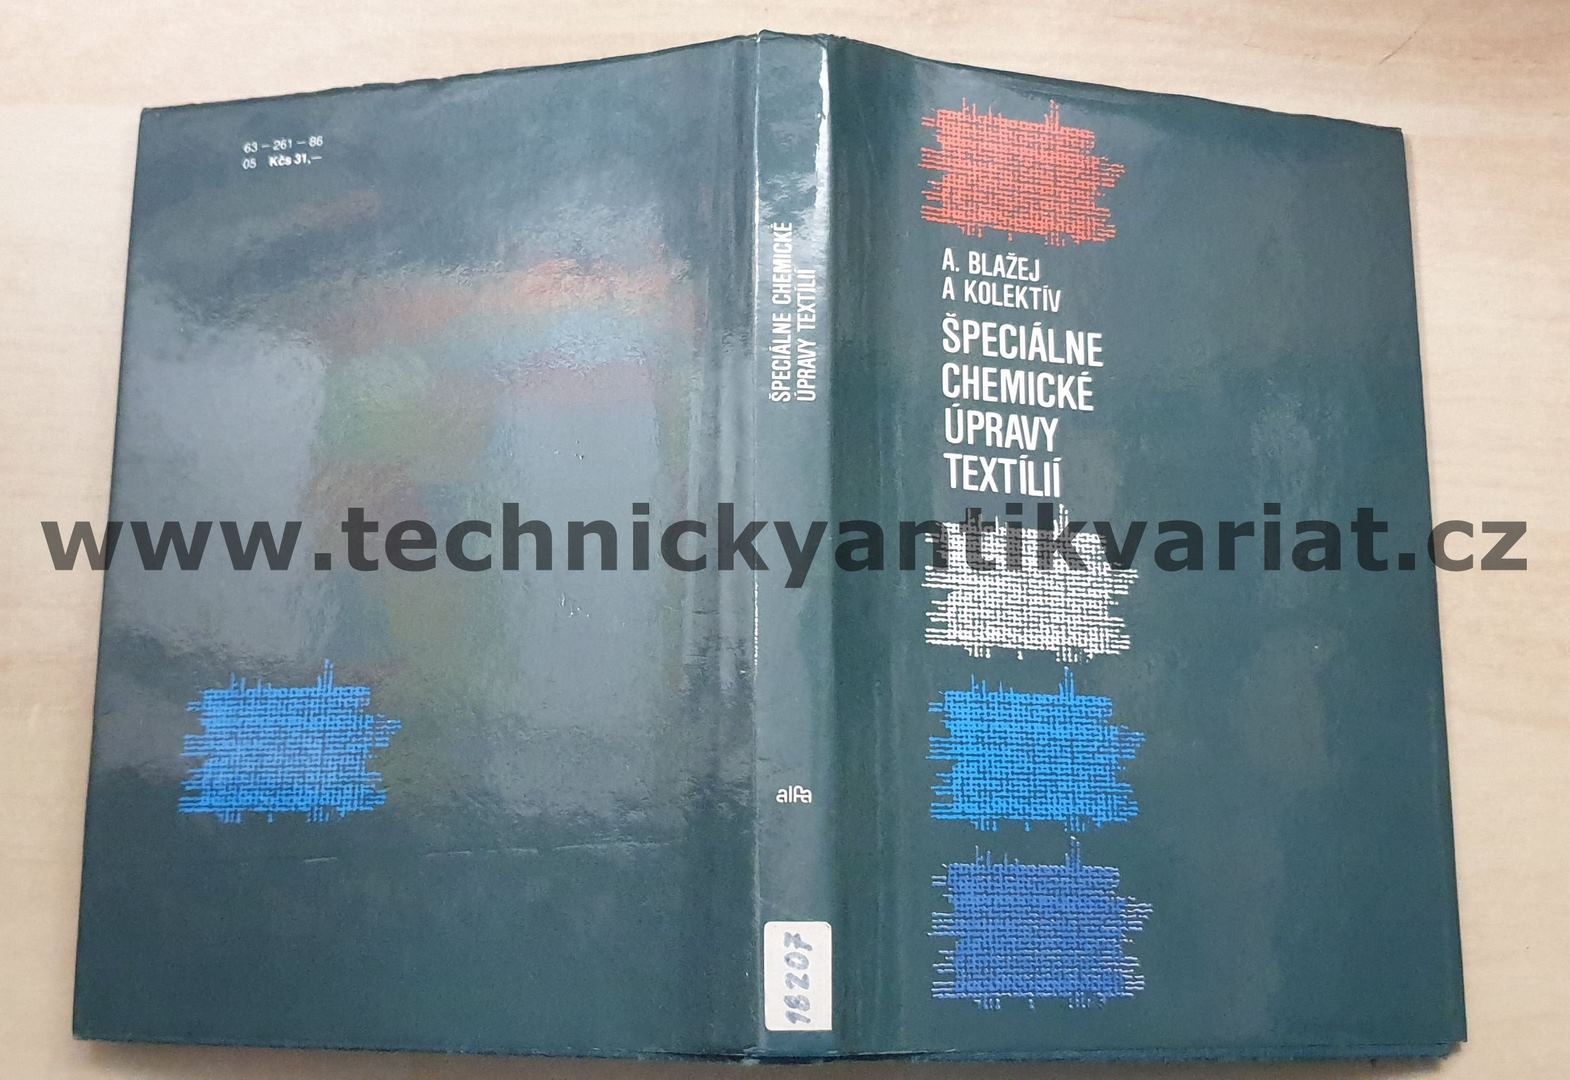 63 – 261 – 86
05 Kčs 31,–
ŠPECIÁLNE CHEMICKÉ
ÚPRAVY TEXTÍLIÍ
alfa
18207
A. BLAŽEJ
A KOLEKTÍV
ŠPECIÁLNE
CHEMICKÉ
ÚPRAVY
TEXTÍLIÍ
www.technickyantikvariat.cz